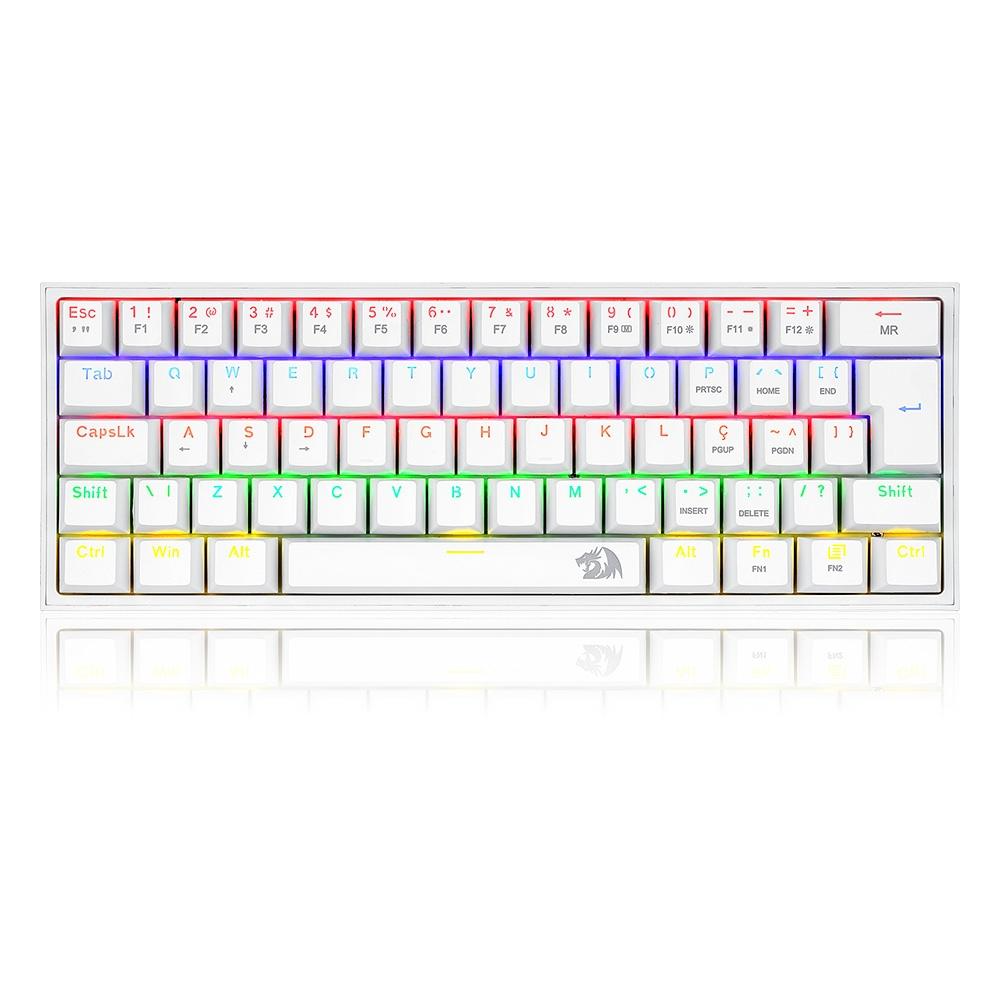 Esc 1 ! 2 @ 3 # 4 $ 5 % 6 ¨ 7 & 8 * 9 ( 0 ) - _ = + ←
' " F1 F2 F3 F4 F5 F6 F7 F8 F9 F10 F11 F12 MR
Tab Q W E R T Y U I O P ´ ` [ {
↑ PRTSC HOME END ↵
CapsLk A S D F G H J K L Ç ~ ^ ] }
← ↓ → PGUP PGDN
Shift \ | Z X C V B N M , < . > ; : / ? Shift
INSERT DELETE
Ctrl Win Alt Alt Fn Ctrl
FN1 FN2